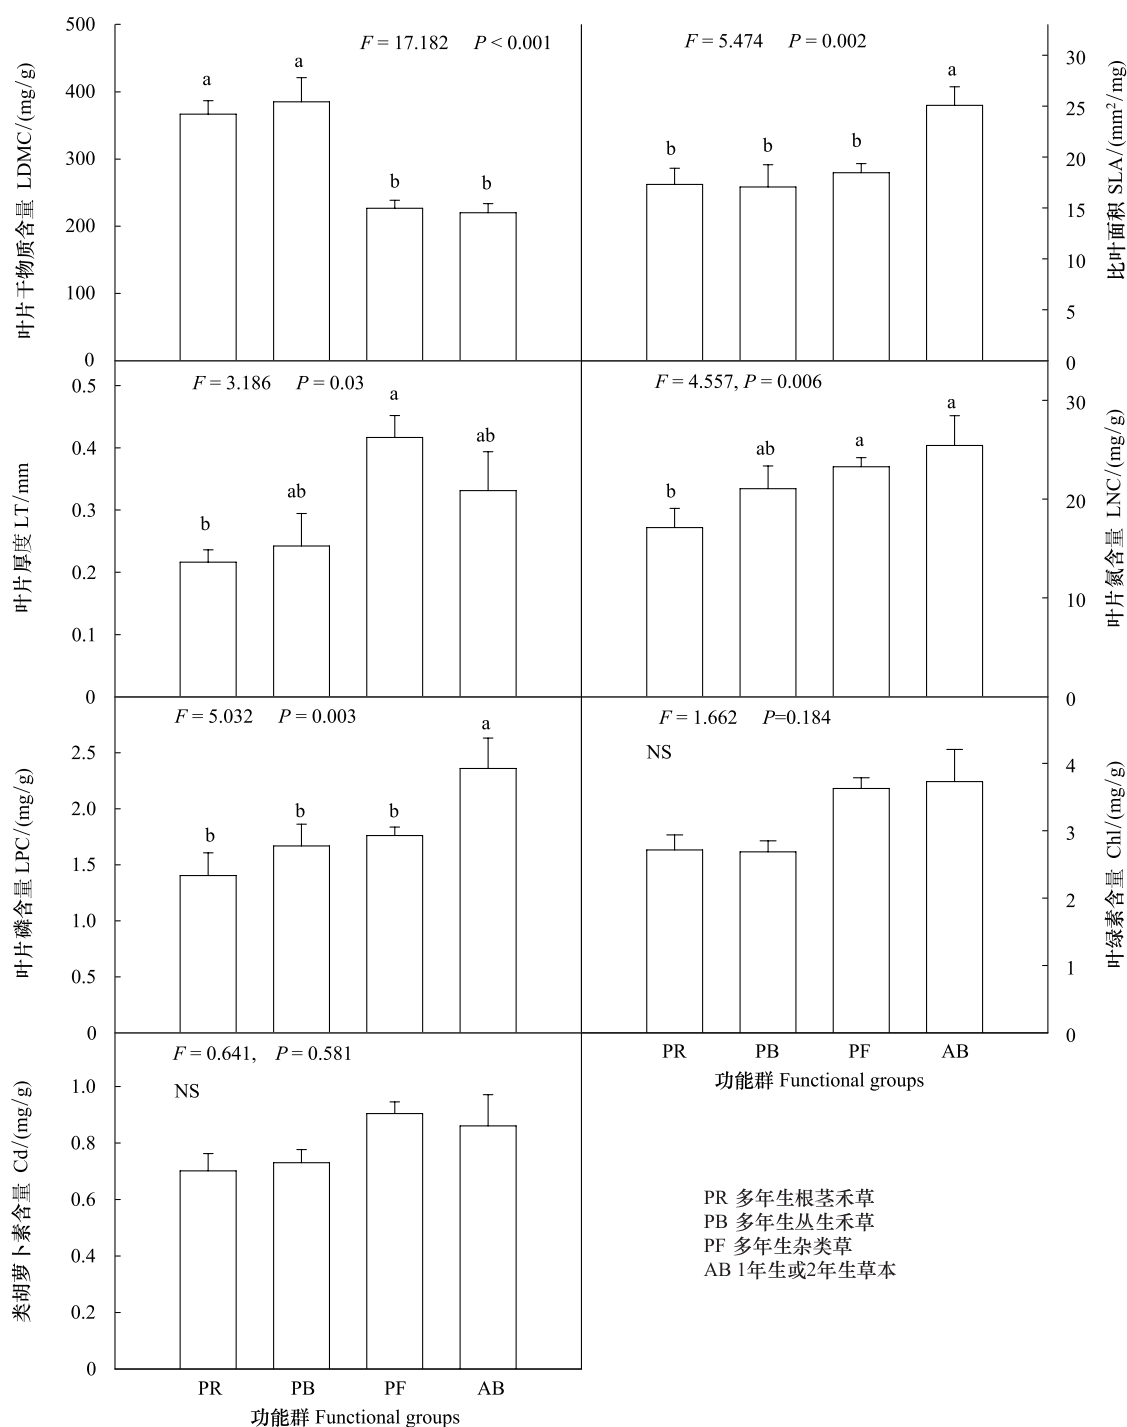 F = 17.182 P < 0.001
a
a
b
b
500
400
300
200
100
0
叶片干物质含量 LDMC/(mg/g)
F = 5.474 P = 0.002
b
b
b
a
30
25
20
15
10
5
0
比叶面积 SLA/(mm²/mg)
F = 3.186 P = 0.03
b
ab
a
ab
0.5
0.4
0.3
0.2
0.1
0
叶片厚度 LT/mm
F = 4.557, P = 0.006
b
ab
a
a
30
20
10
0
叶片氮含量 LNC/(mg/g)
F = 5.032 P = 0.003
b
b
b
a
2.5
2.0
1.5
1.0
0.5
0
叶片磷含量 LPC/(mg/g)
F = 1.662 P=0.184
NS
4
3
2
1
0
叶绿素含量 Chl/(mg/g)
PR PB PF AB
功能群 Functional groups
F = 0.641, P = 0.581
NS
1.0
0.8
0.6
0.4
0.2
0
类胡萝卜素含量 Cd/(mg/g)
PR PB PF AB
功能群 Functional groups
PR 多年生根茎禾草
PB 多年生丛生禾草
PF 多年生杂类草
AB 1年生或2年生草本